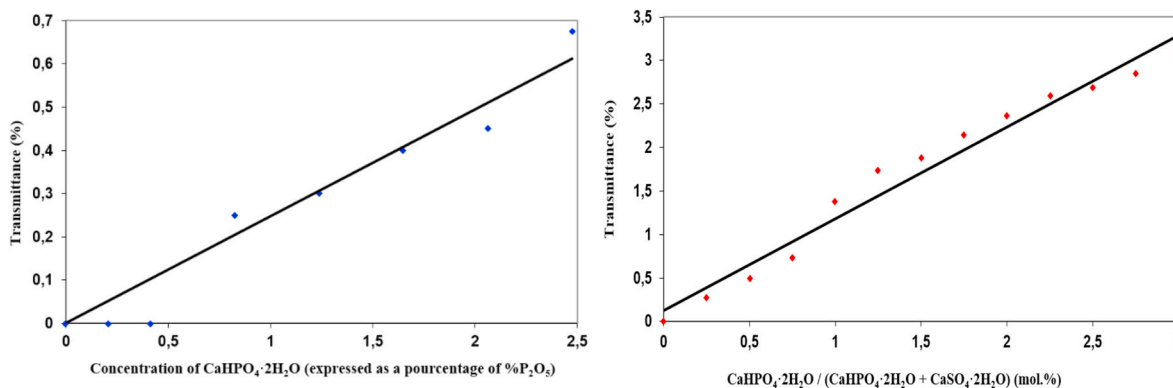 0,7
0,6
0,5
0,4
0,3
0,2
0,1
0
Transmittance (%)
0 0,5 1 1,5 2 2,5
Concentration of CaHPO₄·2H₂O (expressed as a pourcentage of %P₂O₅)
3,5
3
2,5
2
1,5
1
0,5
0
Transmittance (%)
0 0,5 1 1,5 2 2,5
CaHPO₄·2H₂O / (CaHPO₄·2H₂O + CaSO₄·2H₂O) (mol.%)